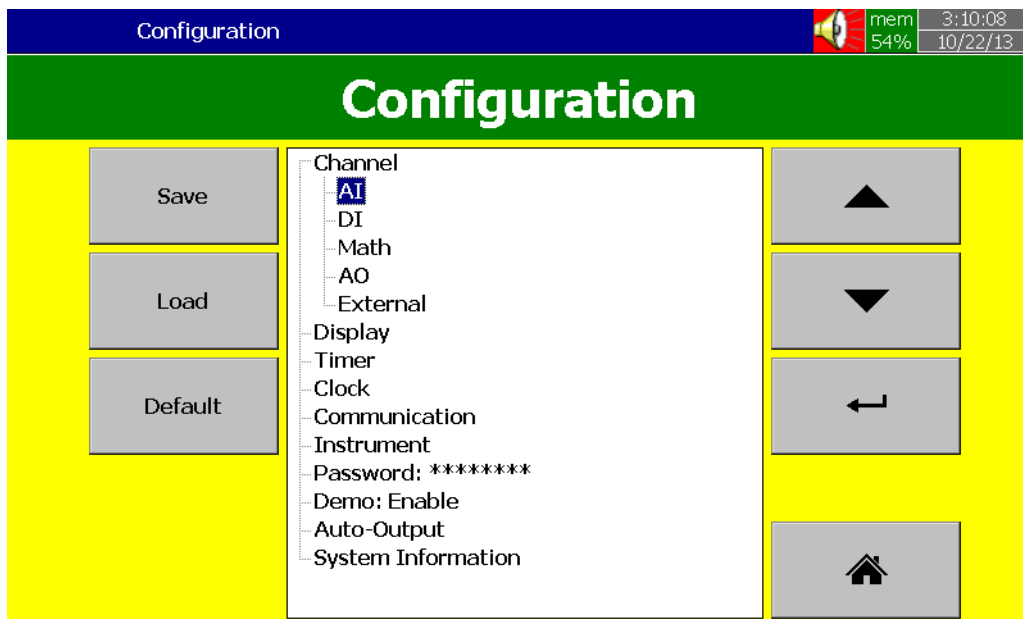 Configuration
mem 3:10:08
54% 10/22/13
Configuration
Save
Load
Default
Channel
AI
DI
Math
AO
External
Display
Timer
Clock
Communication
Instrument
Password: ********
Demo: Enable
Auto-Output
System Information